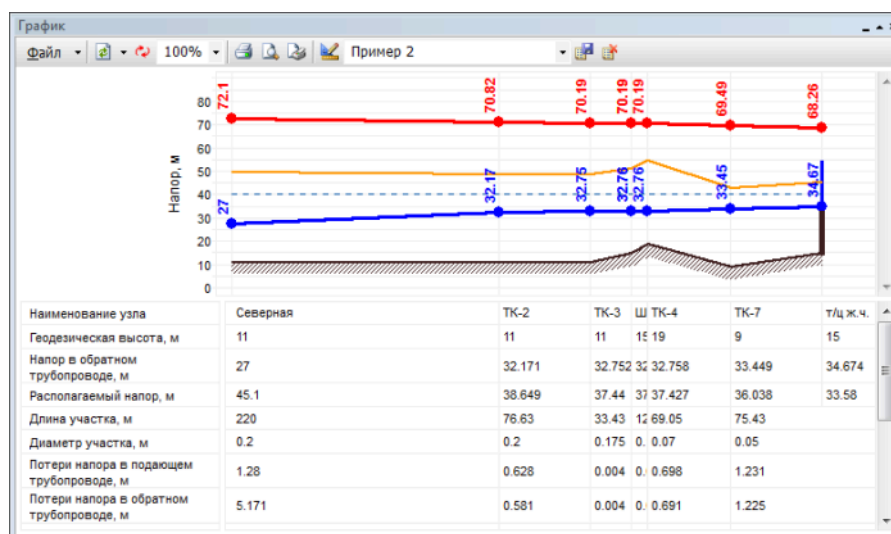 График
Файл 100% Пример 2
72.1 70.82 70.19 70.19 70.19 69.49 68.26
Напор, м
80
70
60
50
40
30
20
10
0
27 32.17 32.75 32.76 32.76 33.45 34.67
Наименование узла Северная ТК-2 ТК-3 Ш ТК-4 ТК-7 т/ц ж.ч.
Геодезическая высота, м 11 11 11 15 19 9 15
Напор в обратном
трубопроводе, м 27 32.171 32.752 32 32.758 33.449 34.674
Располагаемый напор, м 45.1 38.649 37.44 37 37.427 36.038 33.58
Длина участка, м 220 76.63 33.43 12 69.05 75.43
Диаметр участка, м 0.2 0.2 0.175 0. 0.07 0.05
Потери напора в подающем
трубопроводе, м 1.28 0.628 0.004 0. 0.698 1.231
Потери напора в обратном
трубопроводе, м 5.171 0.581 0.004 0. 0.691 1.225